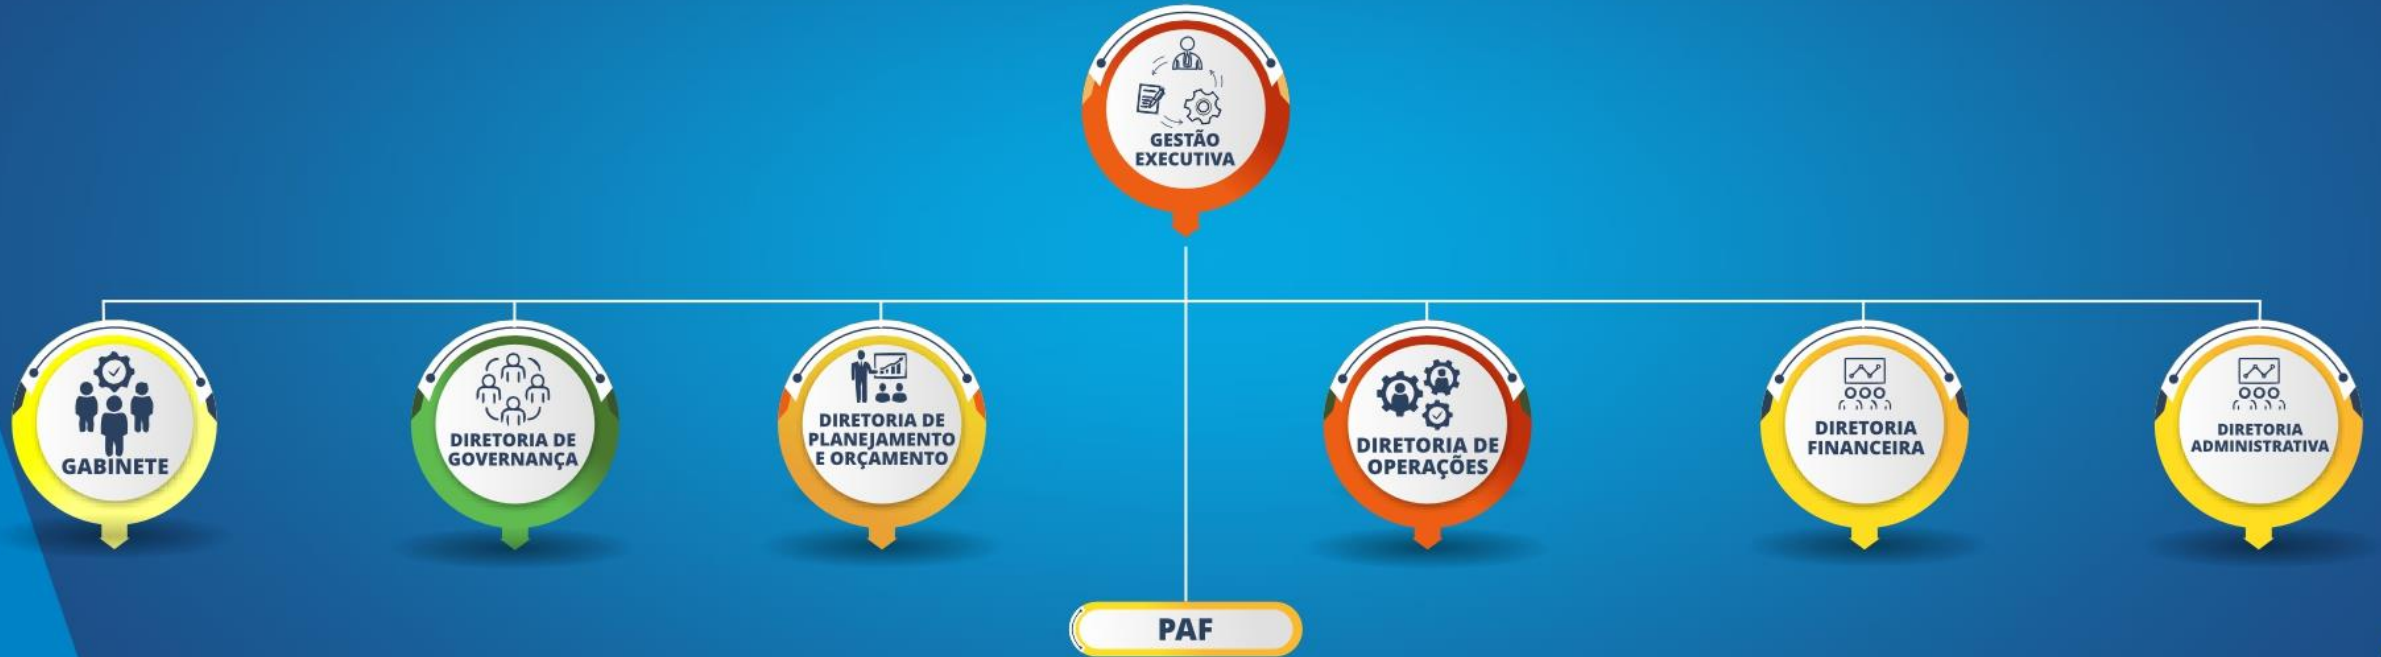 GESTÃO
EXECUTIVA
GABINETE
DIRETORIA DE
GOVERNANÇA
DIRETORIA DE
PLANEJAMENTO
E ORÇAMENTO
DIRETORIA DE
OPERAÇÕES
DIRETORIA
FINANCEIRA
DIRETORIA
ADMINISTRATIVA
PAF